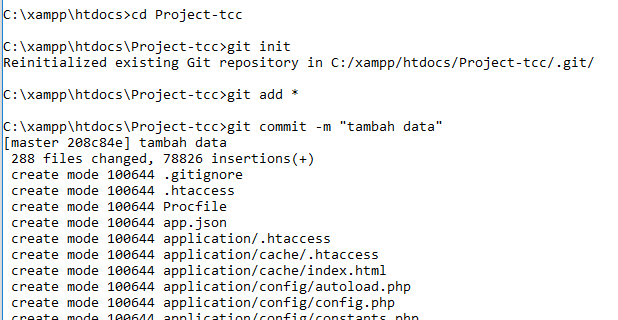 C:\xampp\htdocs>cd Project-tcc
C:\xampp\htdocs\Project-tcc>git init
Reinitialized existing Git repository in C:/xampp/htdocs/Project-tcc/.git/
C:\xampp\htdocs\Project-tcc>git add *
C:\xampp\htdocs\Project-tcc>git commit -m "tambah data"
[master 208c84e] tambah data
288 files changed, 78826 insertions(+)
create mode 100644 .gitignore
create mode 100644 .htaccess
create mode 100644 Procfile
create mode 100644 app.json
create mode 100644 application/.htaccess
create mode 100644 application/cache/.htaccess
create mode 100644 application/cache/index.html
create mode 100644 application/config/autoload.php
create mode 100644 application/config/config.php
create mode 100644 application/config/constants.php